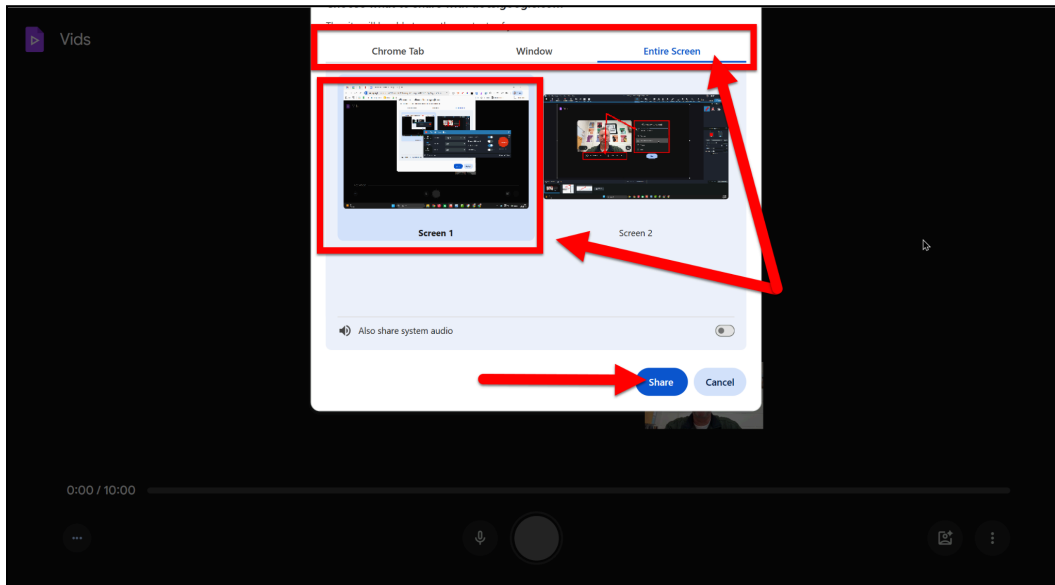 Vids
Chrome Tab
Window
Entire Screen
Screen 1
Screen 2
Also share system audio
Share
Cancel
0:00 / 10:00